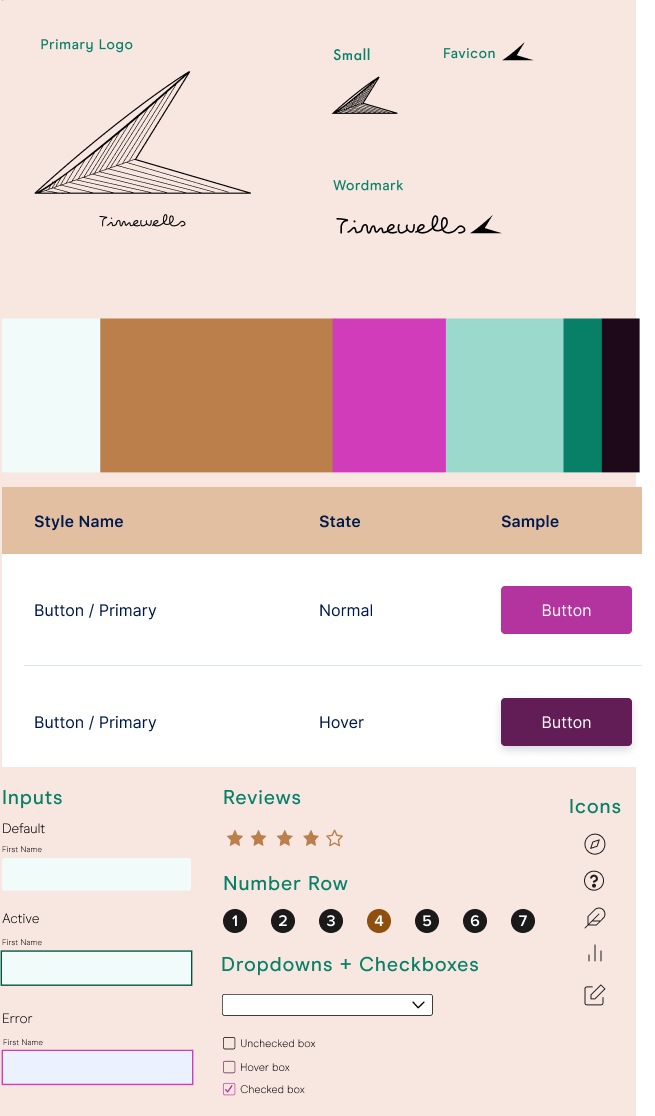 Primary Logo
Small
Favicon
Timewells
Wordmark
Timewells
Style Name State Sample
Button / Primary Normal Button
Button / Primary Hover Button
Inputs
Default
First Name
Active
First Name
Error
First Name
Reviews
Number Row
1 2 3 4 5 6 7
Dropdowns + Checkboxes
Unchecked box
Hover box
Checked box
Icons
?